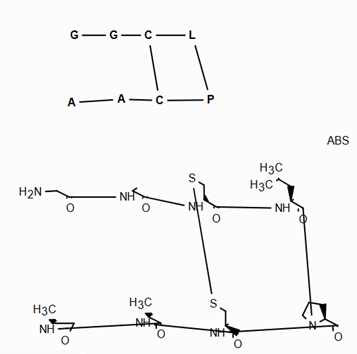 G G C L
A A C P
ABS
H₃C
S H₃C
H₂N NH NH NH
O O O O
S
H₃C H₃C
NH NH NH N
O O O O